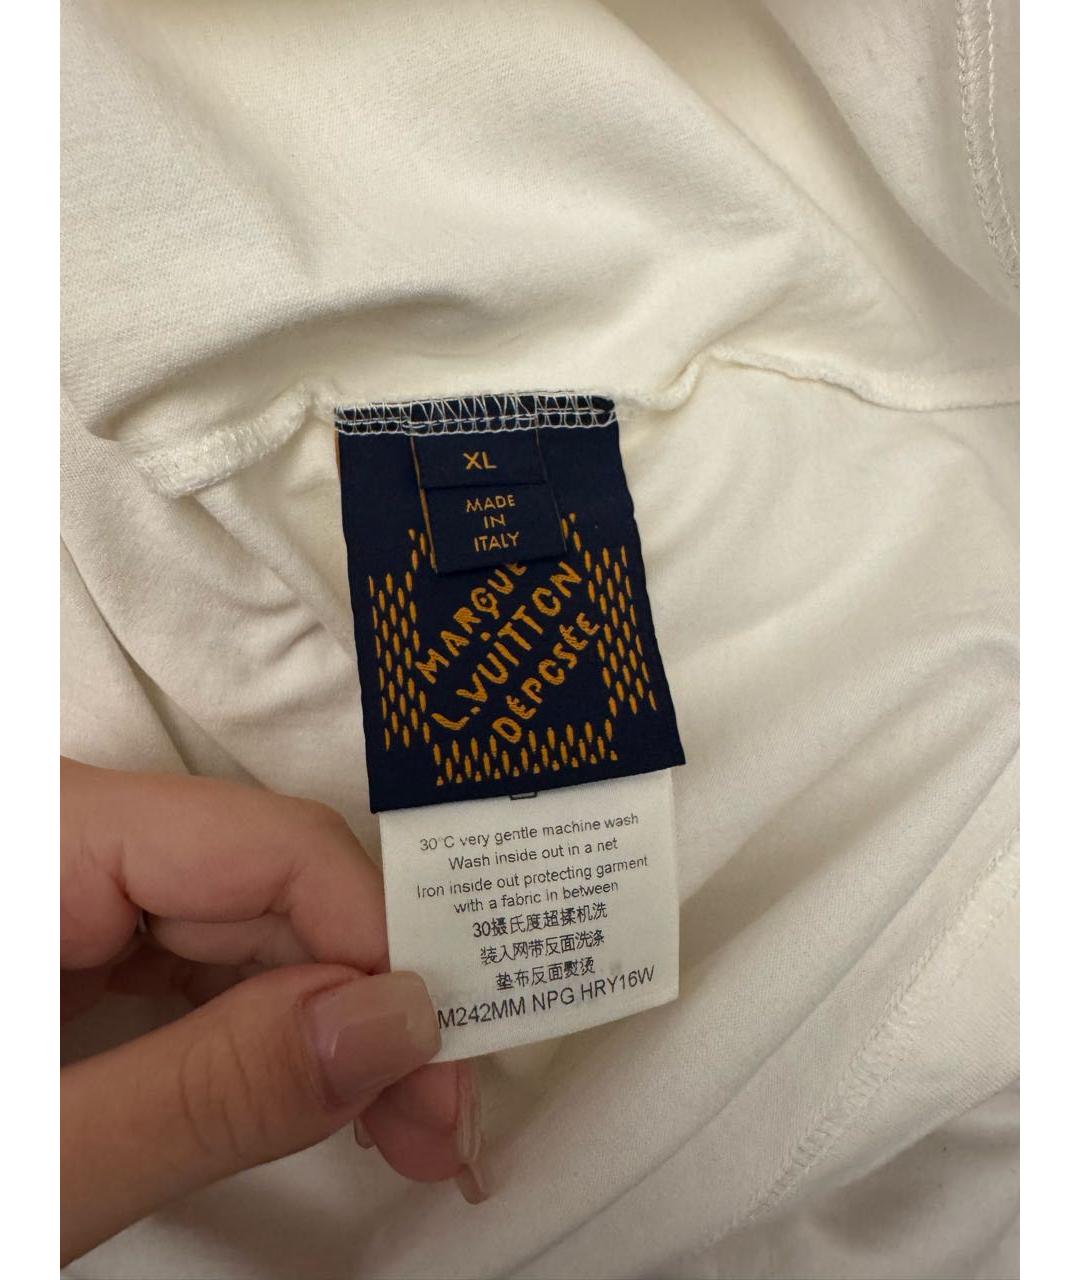 XL
MADE
IN
ITALY
MARQUE
L.VUITTON
DÉPOSÉE
30°C very gentle machine wash
Wash inside out in a net
Iron inside out protecting garment
with a fabric in between
30摄氏度超揉机洗
装入网带反面洗涤
垫布反面熨烫
M242MM NPG HRY16W